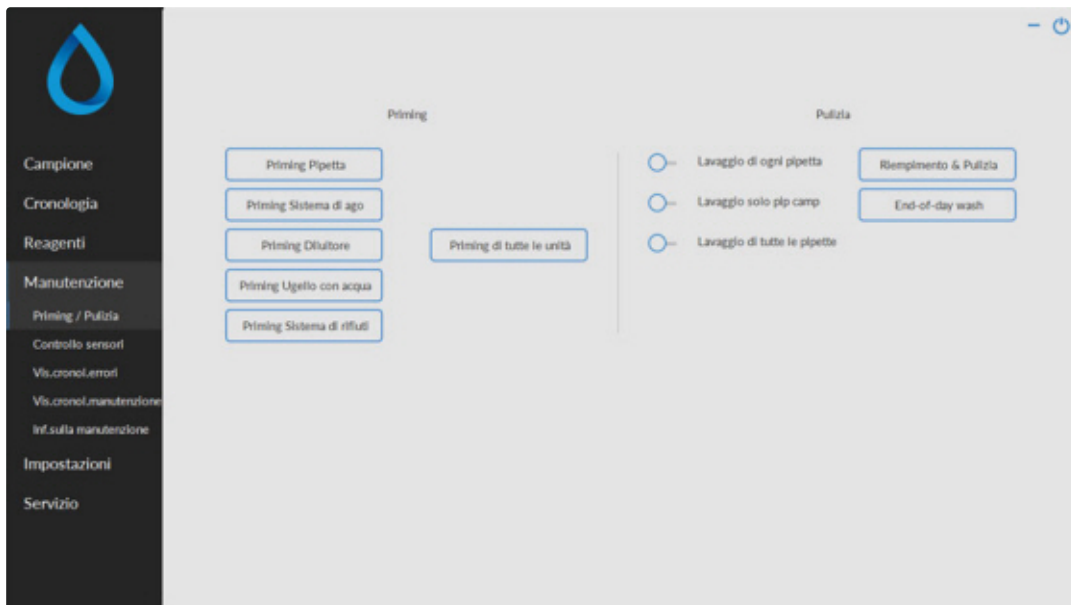 Campione
Cronologia
Reagenti
Manutenzione
Priming / Pulizia
Controllo sensori
Vis.cronol.errori
Vis.cronol.manutenzione
Inf.sulla manutenzione
Impostazioni
Servizio
Priming
Priming Pipetta
Priming Sistema di ago
Priming Diluitore
Priming Ugello con acqua
Priming Sistema di rifiuti
Priming di tutte le unità
Pulizia
Lavaggio di ogni pipetta
Lavaggio solo pip camp
Lavaggio di tutte le pipette
Riempimento & Pulizia
End-of-day wash